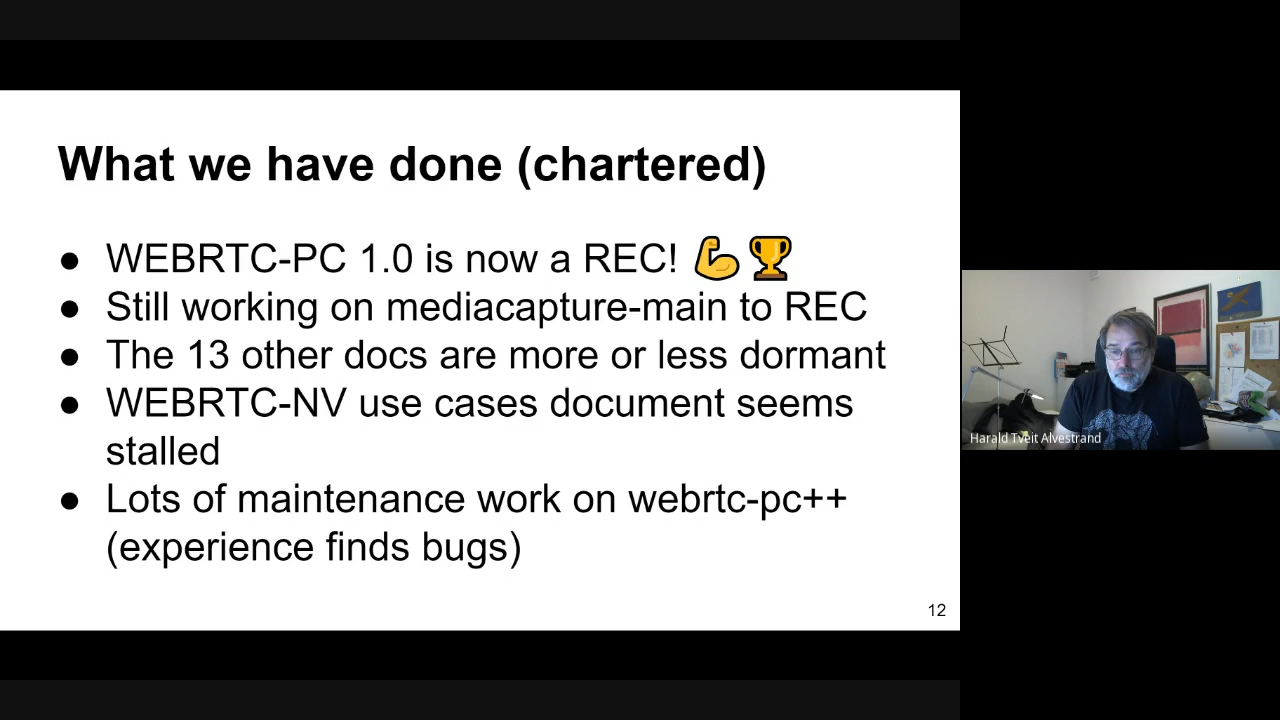 What we have done (chartered)
● WEBRTC-PC 1.0 is now a REC! 💪🏆
● Still working on mediacapture-main to REC
● The 13 other docs are more or less dormant
● WEBRTC-NV use cases document seems
stalled
● Lots of maintenance work on webrtc-pc++
(experience finds bugs)
12
Harald Tveit Alvestrand